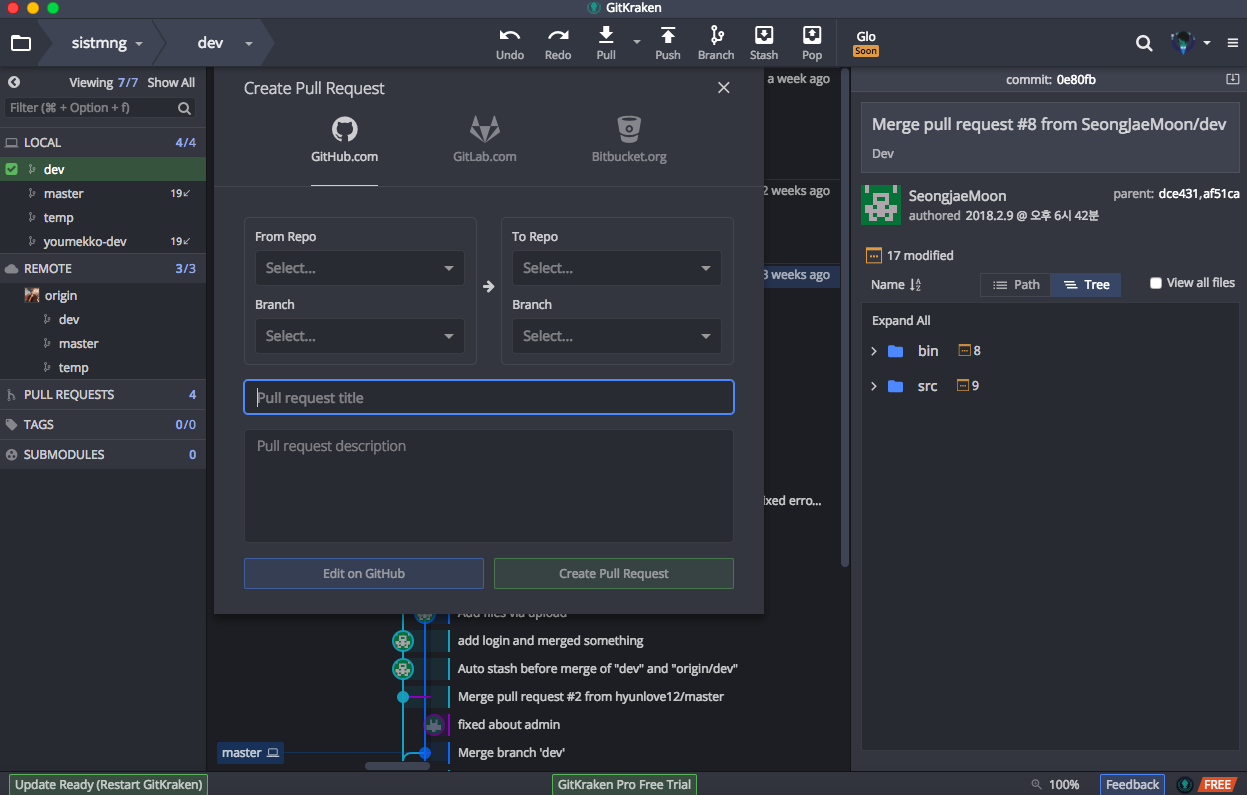 GitKraken
sistmng
dev
Undo
Redo
Pull
Push
Branch
Stash
Pop
Glo
Soon
Viewing 7/7 Show All
Filter (⌘ + Option + f)
LOCAL 4/4
dev
master 19↙
temp
youmekko-dev 19↙
REMOTE 3/3
origin
dev
master
temp
PULL REQUESTS 4
TAGS 0/0
SUBMODULES 0
Create Pull Request
GitHub.com
GitLab.com
Bitbucket.org
From Repo
Select...
Branch
Select...
To Repo
Select...
Branch
Select...
Pull request title
Pull request description
Edit on GitHub
Create Pull Request
a week ago
2 weeks ago
3 weeks ago
ixed erro...
Add files via upload
add login and merged something
Auto stash before merge of "dev" and "origin/dev"
Merge pull request #2 from hyunlove12/master
fixed about admin
master
Merge branch 'dev'
commit: 0e80fb
Merge pull request #8 from SeongJaeMoon/dev
Dev
SeongjaeMoon
authored 2018.2.9 @ 오후 6시 42분
parent: dce431,af51ca
17 modified
Name
Path
Tree
View all files
Expand All
bin 8
src 9
Update Ready (Restart GitKraken)
GitKraken Pro Free Trial
100%
Feedback
FREE